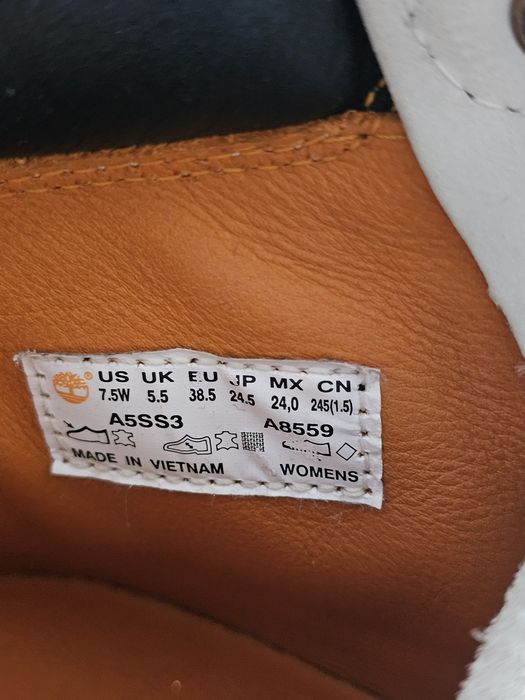 US UK EU JP MX CN
7.5W 5.5 38.5 24.5 24,0 245(1.5)
A5SS3 A8559
MADE IN VIETNAM WOMENS